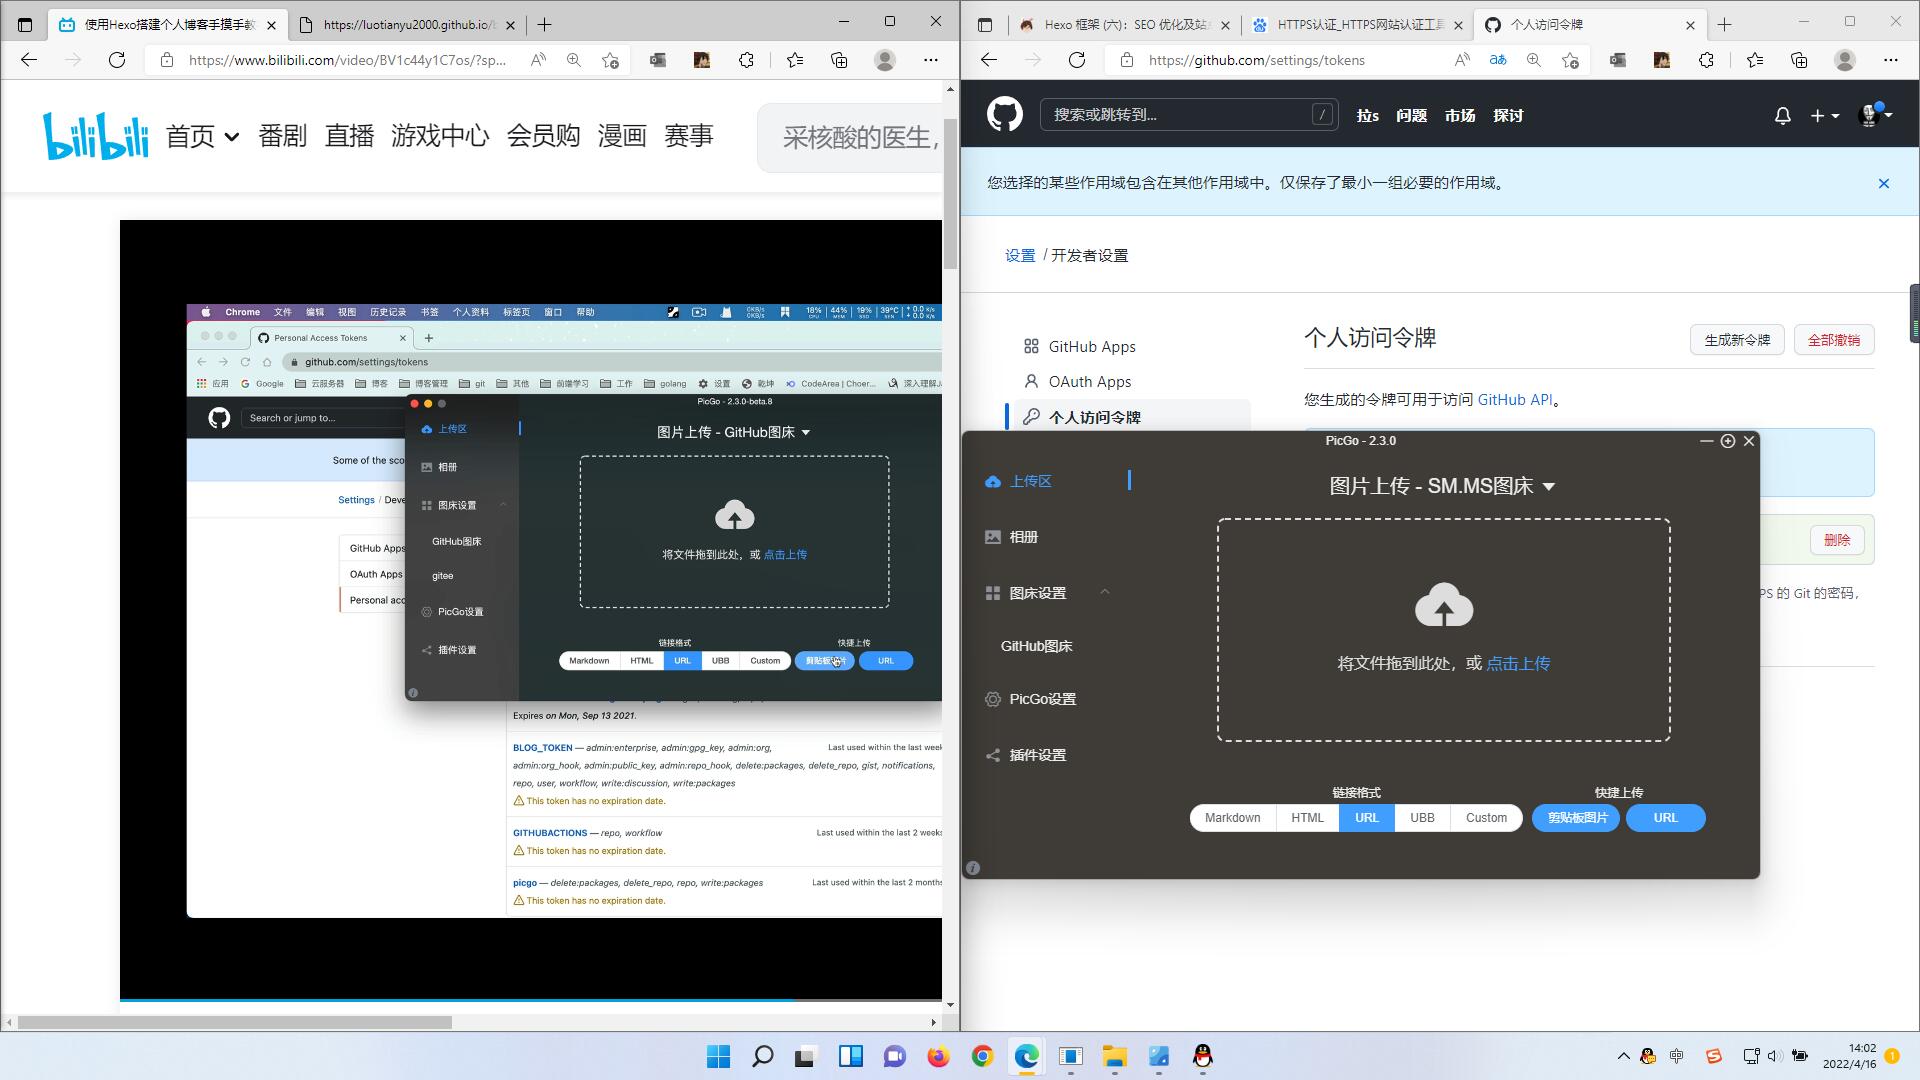 使用Hexo搭建个人博客手摸手教
https://luotianyu2000.github.io/b
https://www.bilibili.com/video/BV1c44y1C7os/?sp...
bilibili 首页 番剧 直播 游戏中心 会员购 漫画 赛事
采核酸的医生,
Chrome 文件 编辑 视图 历史记录 书签 个人资料 标签页 窗口 帮助
0KB/s
0KB/s
18% 44% 19% 39°C 0.0 K/s
CPU MEM SSD SEN 0.0 K/s
Personal Access Tokens
github.com/settings/tokens
应用 Google 云服务器 博客 博客管理 git 其他 前端学习 工作 golang 设置 乾坤 CodeArea | Choer... 深入理解J
Search or jump to...
Some of the sco
Settings / Deve
GitHub Apps
OAuth Apps
Personal acc
PicGo - 2.3.0-beta.8
上传区
相册
图床设置
GitHub图床
gitee
PicGo设置
插件设置
图片上传 - GitHub图床
将文件拖到此处，或 点击上传
链接格式 快捷上传
Markdown HTML URL UBB Custom 剪贴板图片 URL
Expires on Mon, Sep 13 2021.
BLOG_TOKEN — admin:enterprise, admin:gpg_key, admin:org, Last used within the last week
admin:org_hook, admin:public_key, admin:repo_hook, delete:packages, delete_repo, gist, notifications,
repo, user, workflow, write:discussion, write:packages
This token has no expiration date.
GITHUBACTIONS — repo, workflow Last used within the last 2 weeks
This token has no expiration date.
picgo — delete:packages, delete_repo, repo, write:packages Last used within the last 2 months
This token has no expiration date.
Hexo 框架 (六)：SEO 优化及站
HTTPS认证_HTTPS网站认证工具
个人访问令牌
https://github.com/settings/tokens
搜索或跳转到... / 拉s 问题 市场 探讨
您选择的某些作用域包含在其他作用域中。仅保存了最小一组必要的作用域。
设置 / 开发者设置
GitHub Apps
OAuth Apps
个人访问令牌
个人访问令牌 生成新令牌 全部撤销
您生成的令牌可用于访问 GitHub API。
删除
PS 的 Git 的密码，
PicGo - 2.3.0
上传区
相册
图床设置
GitHub图床
PicGo设置
插件设置
图片上传 - SM.MS图床
将文件拖到此处，或 点击上传
链接格式 快捷上传
Markdown HTML URL UBB Custom 剪贴板图片 URL
中
14:02
2022/4/16
1